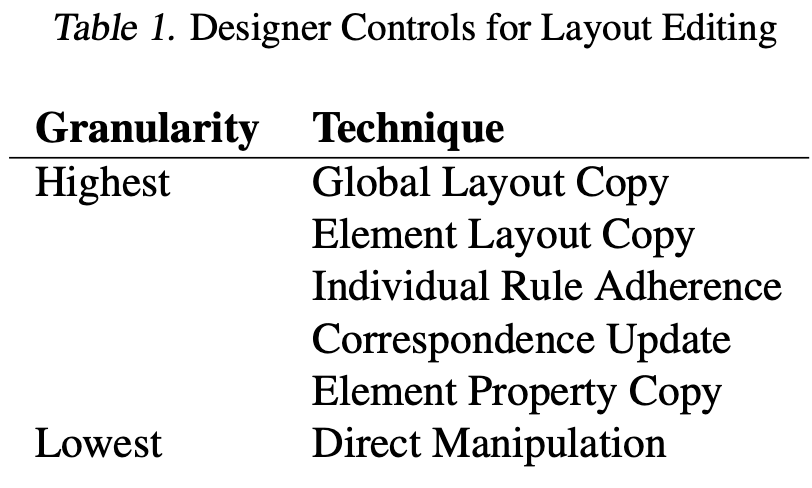 Table 1. Designer Controls for Layout Editing
Granularity Technique
Highest Global Layout Copy
Element Layout Copy
Individual Rule Adherence
Correspondence Update
Element Property Copy
Lowest Direct Manipulation